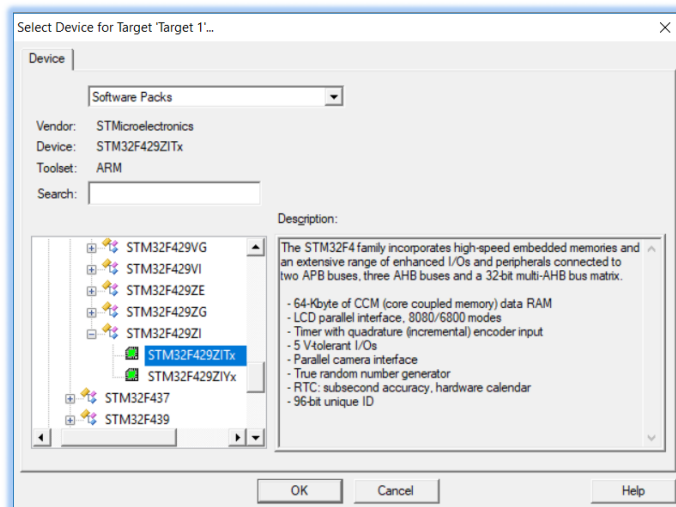 Select Device for Target 'Target 1'...
Device
Software Packs
Vendor: STMicroelectronics
Device: STM32F429ZITx
Toolset: ARM
Search:
Description:
STM32F429VG
STM32F429VI
STM32F429ZE
STM32F429ZG
STM32F429ZI
STM32F429ZITx
STM32F429ZIYx
STM32F437
STM32F439
The STM32F4 family incorporates high-speed embedded memories and
an extensive range of enhanced I/Os and peripherals connected to
two APB buses, three AHB buses and a 32-bit multi-AHB bus matrix.
- 64-Kbyte of CCM (core coupled memory) data RAM
- LCD parallel interface, 8080/6800 modes
- Timer with quadrature (incremental) encoder input
- 5 V-tolerant I/Os
- Parallel camera interface
- True random number generator
- RTC: subsecond accuracy, hardware calendar
- 96-bit unique ID
OK
Cancel
Help